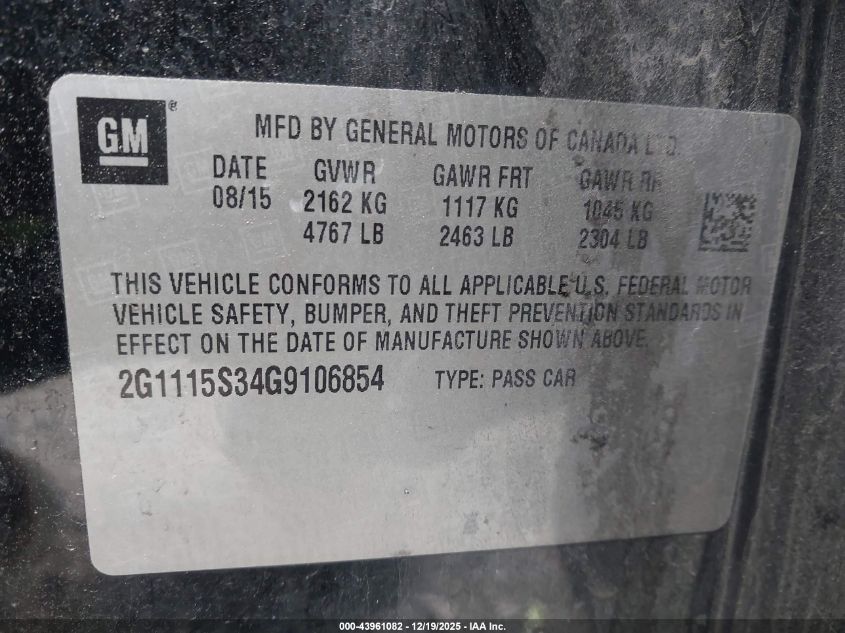 GM®
MFD BY GENERAL MOTORS OF CANADA LTD
DATE GVWR GAWR FRT GAWR RR
08/15 2162 KG 1117 KG 1045 KG
4767 LB 2463 LB 2304 LB
THIS VEHICLE CONFORMS TO ALL APPLICABLE U.S. FEDERAL MOTOR
VEHICLE SAFETY, BUMPER, AND THEFT PREVENTION STANDARDS IN
EFFECT ON THE DATE OF MANUFACTURE SHOWN ABOVE.
2G1115S34G9106854 TYPE: PASS CAR
000-43961082 - 12/19/2025 - IAA Inc.